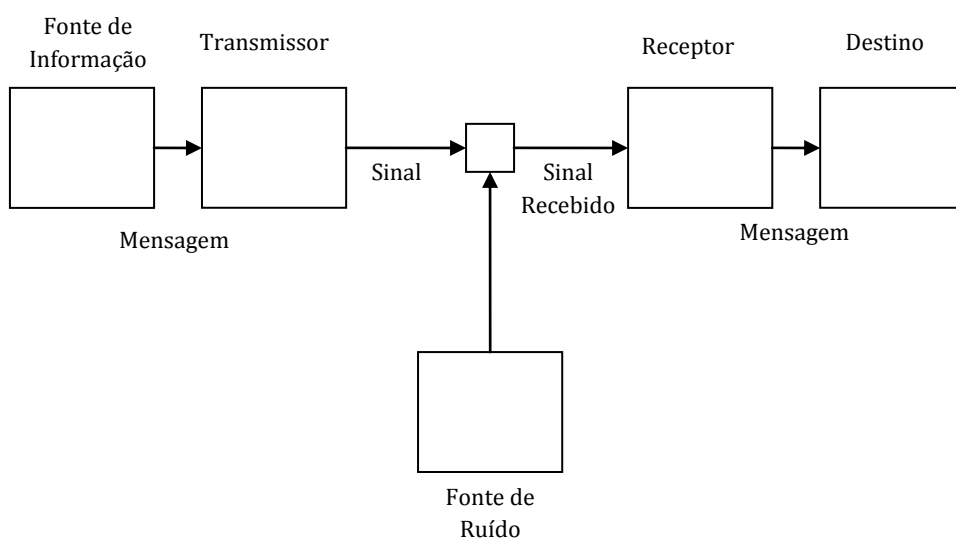 Fonte de
Informação
Transmissor
Receptor
Destino
Sinal
Sinal
Recebido
Mensagem
Mensagem
Fonte de
Ruído